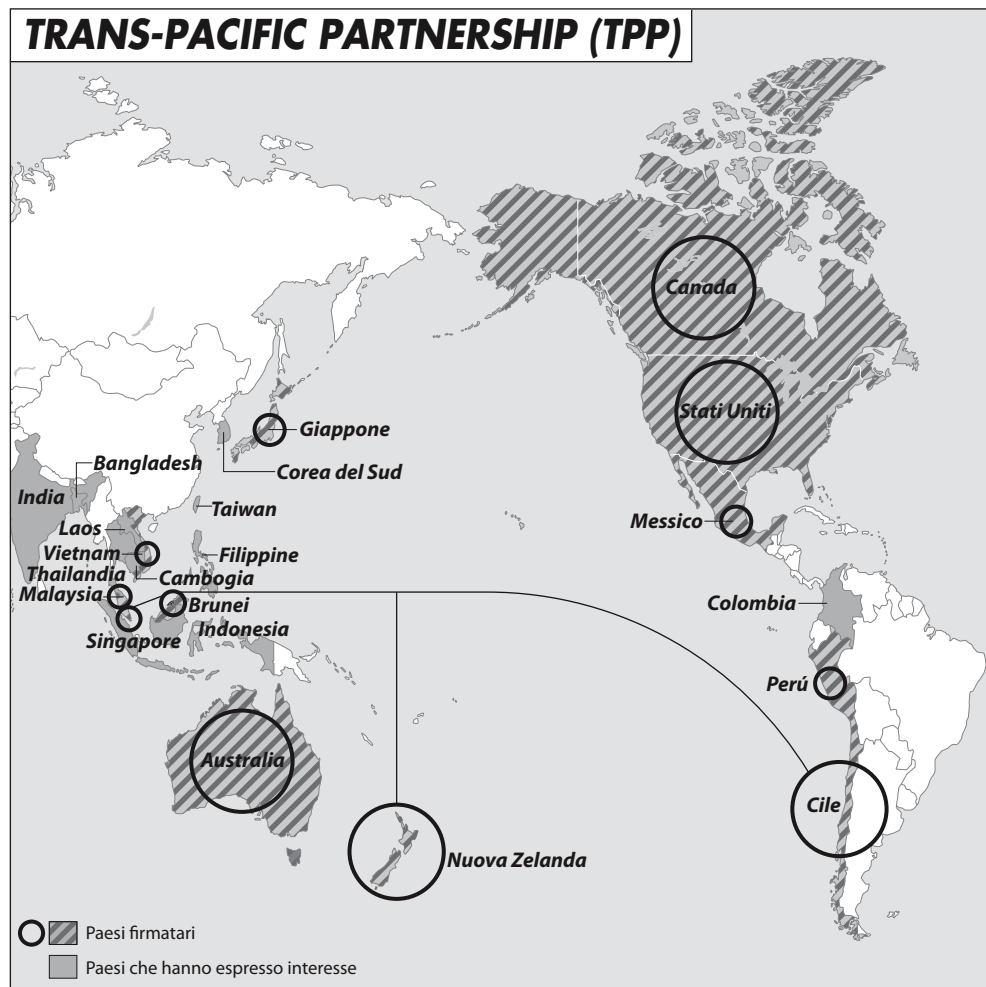 TRANS-PACIFIC PARTNERSHIP (TPP)
Canada
Stati Uniti
Giappone
Corea del Sud
Bangladesh
India
Taiwan
Messico
Laos
Vietnam
Filippine
Thailandia
Cambogia
Malaysia
Brunei
Colombia
Indonesia
Singapore
Perú
Australia
Cile
Nuova Zelanda
Paesi firmatari
Paesi che hanno espresso interesse